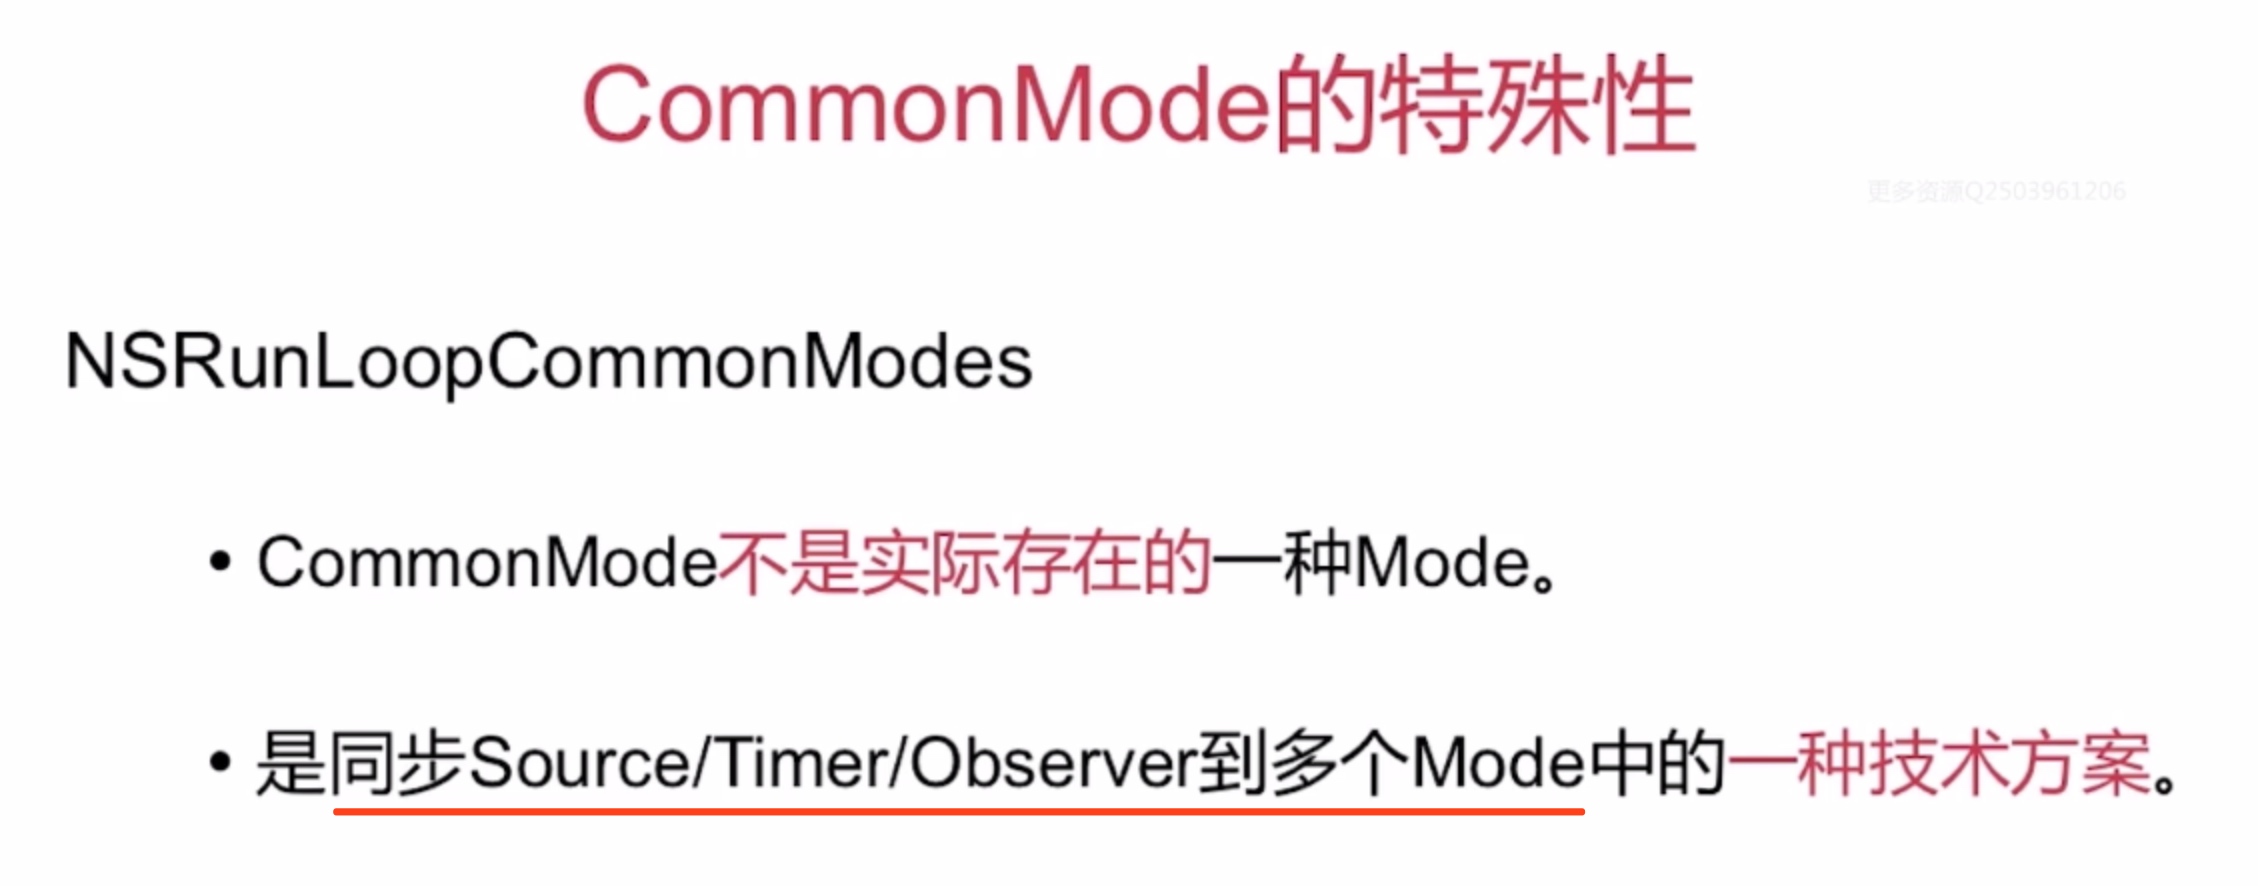 CommonMode的特殊性
更多资源Q2503961206
NSRunLoopCommonModes
• CommonMode不是实际存在的一种Mode。
• 是同步Source/Timer/Observer到多个Mode中的一种技术方案。